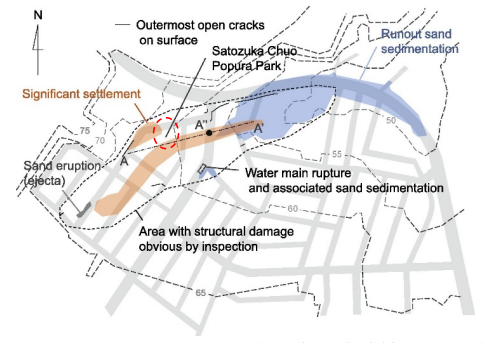 N
Outermost open cracks
on surface
Satozuka Chuo
Popura Park
Runout sand
sedimentation
Significant settlement
75
70
A
A"
A'
50
55
Sand eruption
(ejecta)
Water main rupture
and associated sand sedimentation
60
Area with structural damage
obvious by inspection
65